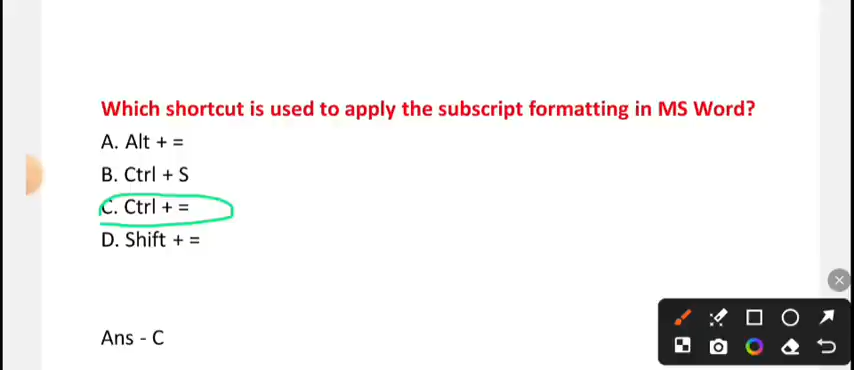 Which shortcut is used to apply the subscript formatting in MS Word?
A. Alt + =
B. Ctrl + S
C. Ctrl + =
D. Shift + =
Ans - C